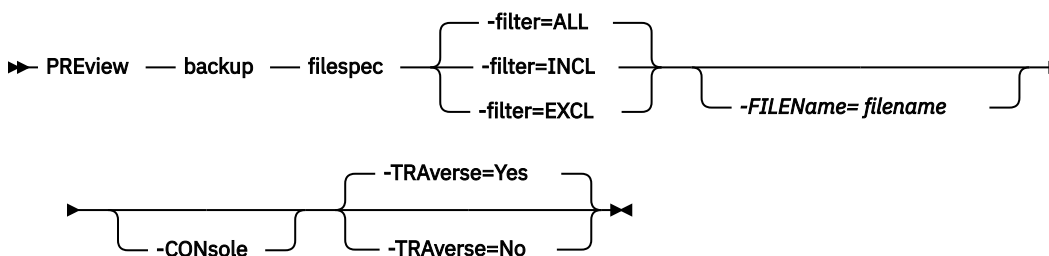 -filter=ALL
PREview backup filespec -filter=INCL
-filter=EXCL
-FILEName= filename
-TRAverse=Yes
-CONsole
-TRAverse=No